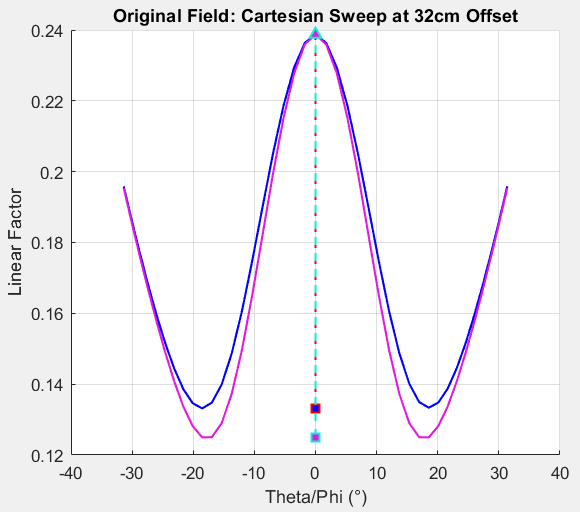 Original Field: Cartesian Sweep at 32cm Offset
Linear Factor
0.24
0.22
0.2
0.18
0.16
0.14
0.12
-40 -30 -20 -10 0 10 20 30 40
Theta/Phi (°)